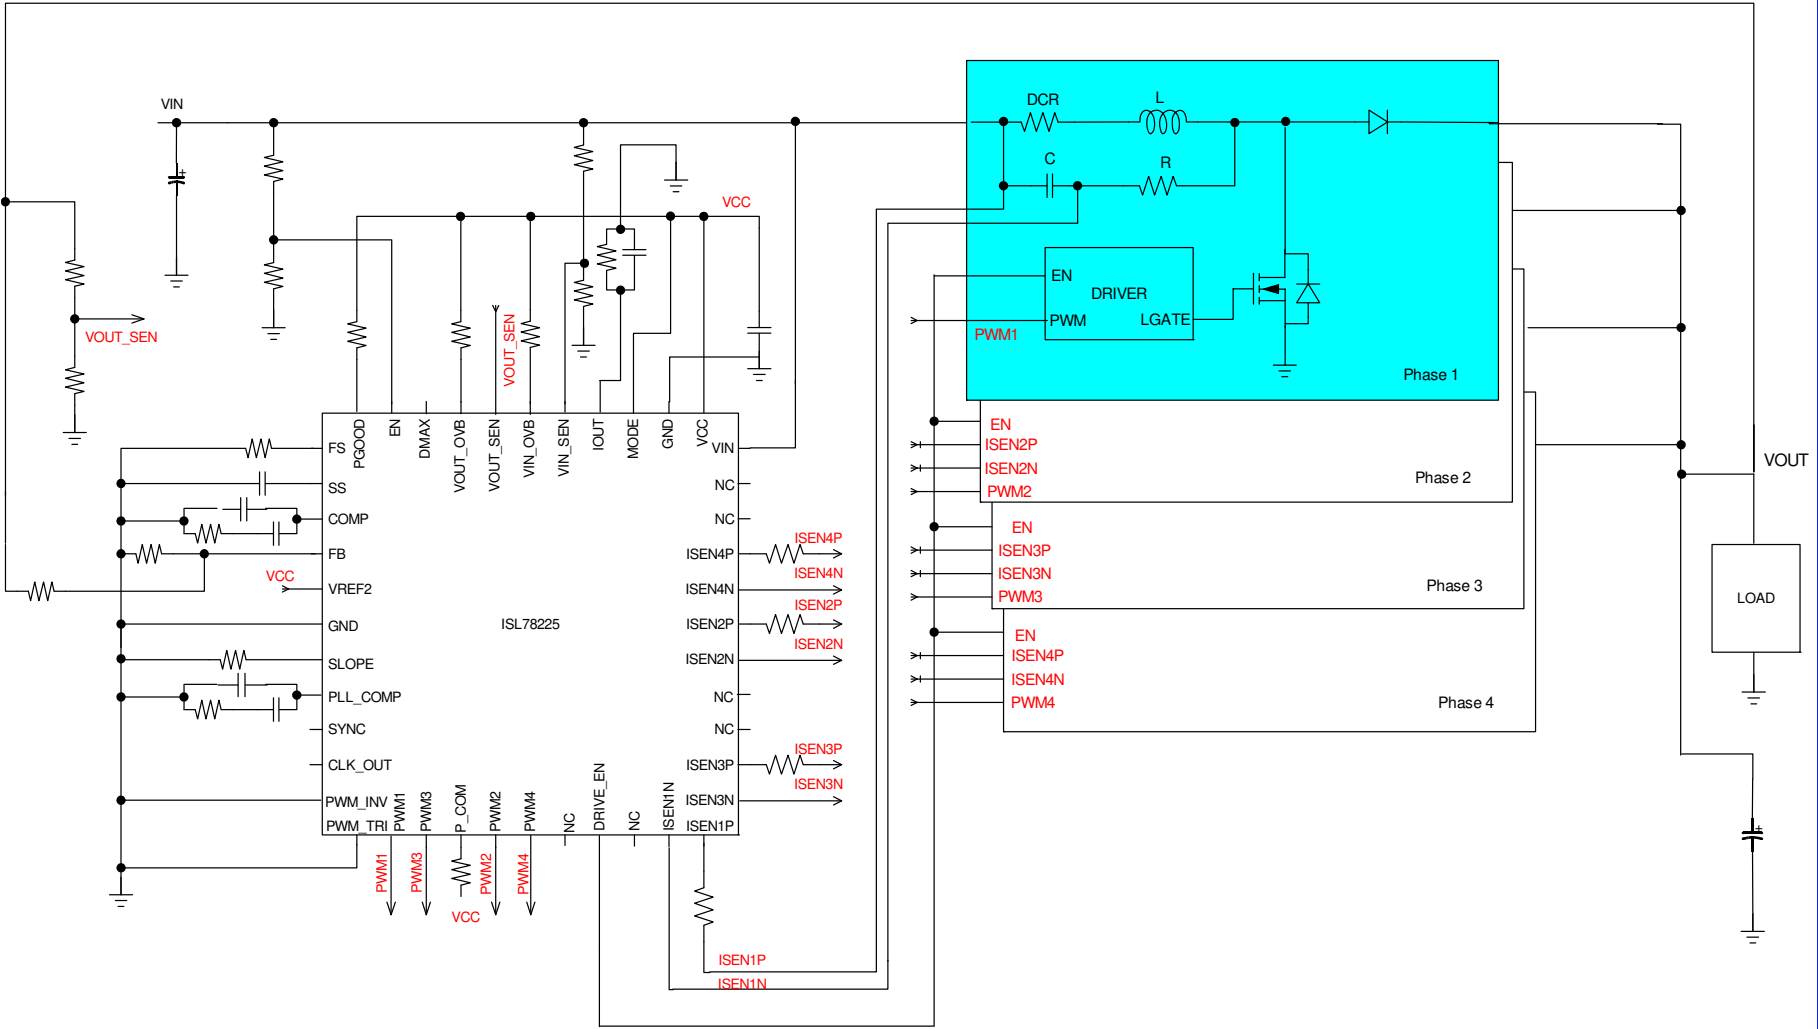 VIN
VCC
VOUT_SEN
VOUT_SEN
DCR
L
C
R
EN
DRIVER
PWM
LGATE
PWM1
Phase 1
EN
ISEN2P
ISEN2N
PWM2
Phase 2
EN
ISEN3P
ISEN3N
PWM3
Phase 3
EN
ISEN4P
ISEN4N
PWM4
Phase 4
VOUT
LOAD
PGOOD
EN
DMAX
VOUT_OVB
VOUT_SEN
VIN_OVB
VIN_SEN
IOUT
MODE
GND
VCC
FS
SS
COMP
FB
VCC
VREF2
GND
SLOPE
PLL_COMP
SYNC
CLK_OUT
PWM_INV
PWM_TRI
ISL78225
VIN
NC
NC
ISEN4P
ISEN4N
ISEN2P
ISEN2N
NC
NC
ISEN3P
ISEN3N
ISEN1P
ISEN4P
ISEN4N
ISEN2P
ISEN2N
ISEN3P
ISEN3N
PWM1
PWM3
P_COM
PWM2
PWM4
NC
DRIVE_EN
NC
ISEN1N
PWM1
PWM3
PWM2
PWM4
VCC
ISEN1P
ISEN1N